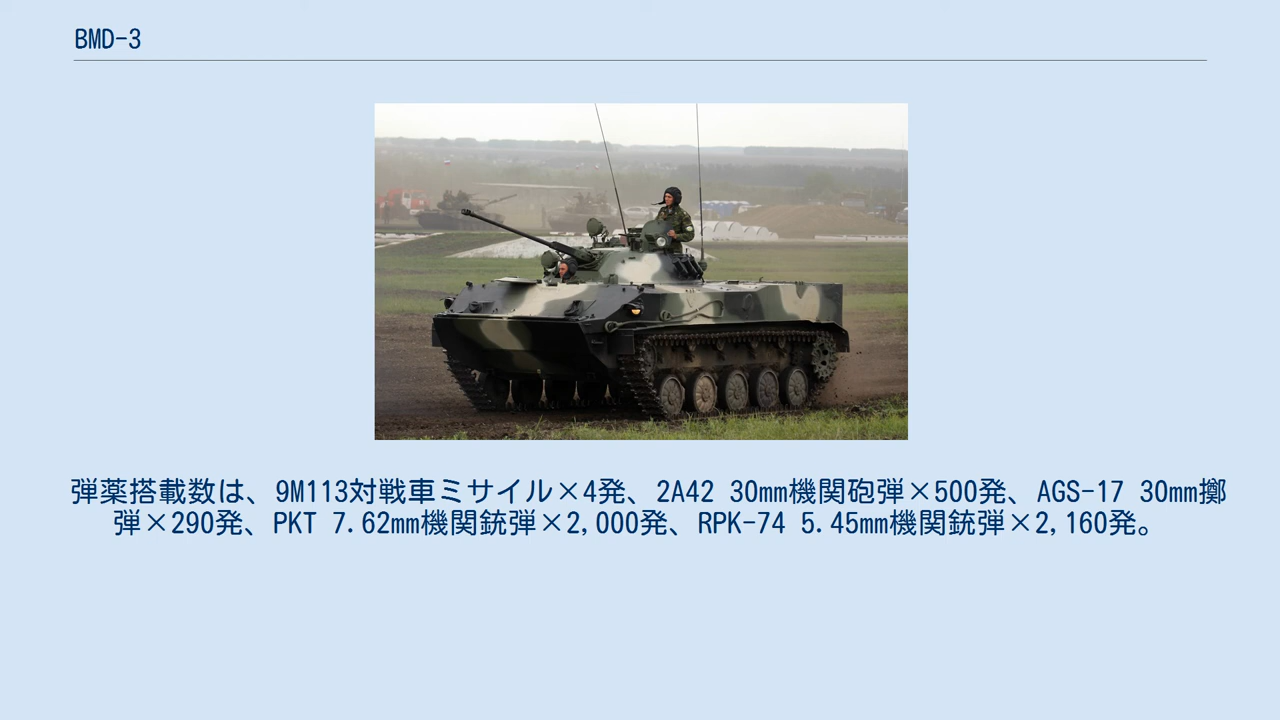 BMD-3
弾薬搭載数は、9M113対戦車ミサイル×4発、2A42 30mm機関砲弾×500発、AGS-17 30mm擲
弾×290発、PKT 7.62mm機関銃弾×2,000発、RPK-74 5.45mm機関銃弾×2,160発。